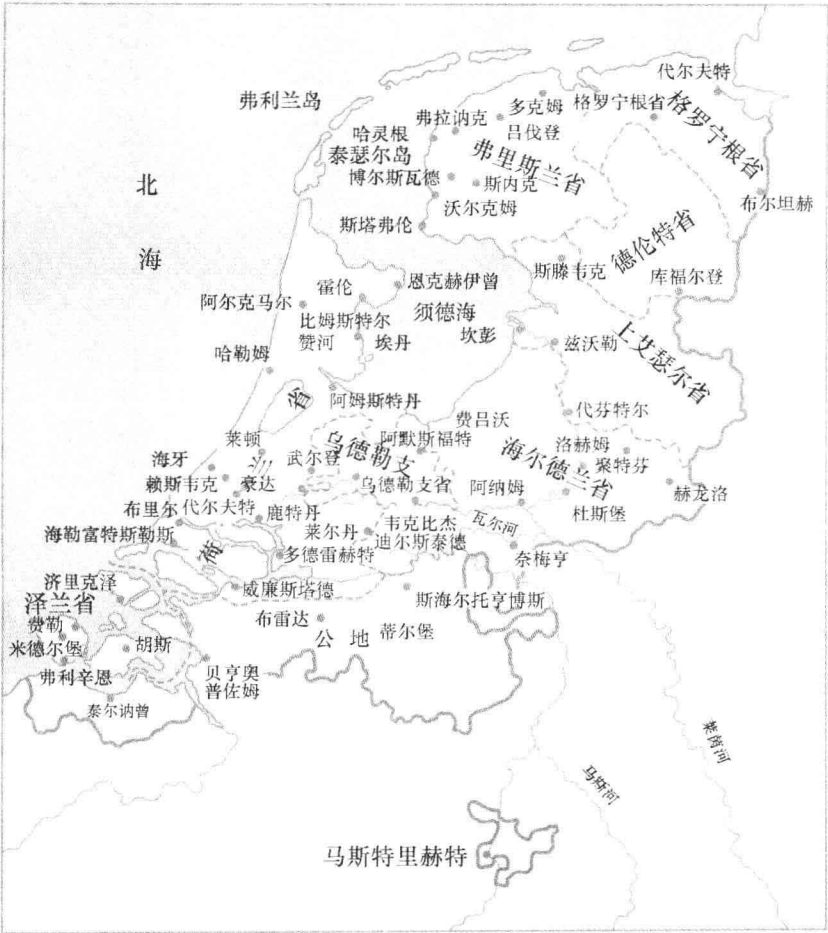 代尔夫特
弗利兰岛
多克姆
格罗宁根省
格罗宁根省
弗拉讷克
哈灵根
吕伐登
泰瑟尔岛
弗里斯兰省
博尔斯瓦德
斯内克
北
海
沃尔克姆
布尔坦赫
斯塔弗伦
德伦特省
斯滕韦克
库福尔登
恩克赫伊曾
霍伦
阿尔克马尔
须德海
比姆斯特尔
赞河
埃丹
坎彭
兹沃勒
上艾瑟尔省
哈勒姆
阿姆斯特丹
费吕沃
代芬特尔
莱顿
阿默斯福特
乌德勒支
海牙
武尔登
洛赫姆
海尔德兰省
聚特芬
赖斯韦克
豪达
乌德勒支省
阿纳姆
赫龙洛
布里尔
代尔夫特
鹿特丹
杜斯堡
瓦尔河
海勒富特斯勒斯
莱尔丹
韦克比杰
迪尔斯泰德
荷兰省
多德雷赫特
奈梅亨
济里克泽
威廉斯塔德
斯海尔托亨博斯
泽兰省
费勒
布雷达
公地
蒂尔堡
米德尔堡
胡斯
弗利辛恩
贝亨奥
普佐姆
泰尔讷曾
莱茵河
马斯河
马斯特里赫特